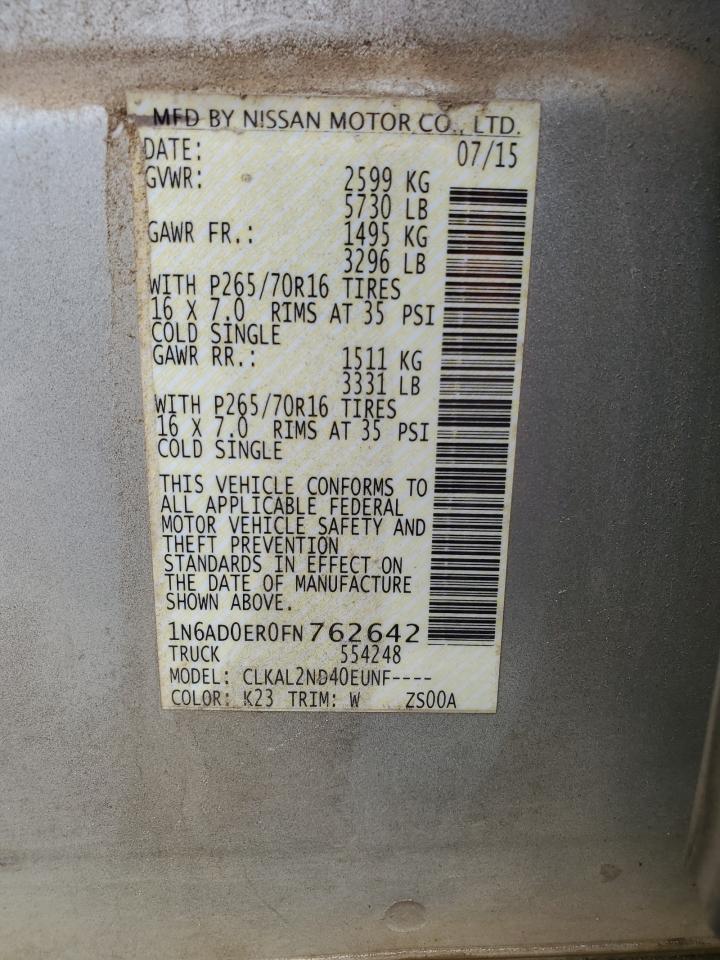 MFD BY NISSAN MOTOR CO., LTD.
DATE: 07/15
GVWR: 2599 KG
5730 LB
GAWR FR.: 1495 KG
3296 LB
WITH P265/70R16 TIRES
16 X 7.0 RIMS AT 35 PSI
COLD SINGLE
GAWR RR.: 1511 KG
3331 LB
WITH P265/70R16 TIRES
16 X 7.0 RIMS AT 35 PSI
COLD SINGLE
THIS VEHICLE CONFORMS TO
ALL APPLICABLE FEDERAL
MOTOR VEHICLE SAFETY AND
THEFT PREVENTION
STANDARDS IN EFFECT ON
THE DATE OF MANUFACTURE
SHOWN ABOVE.
1N6AD0ER0FN762642
TRUCK 554248
MODEL: CLKAL2ND40EUNF----
COLOR: K23 TRIM: W ZS00A